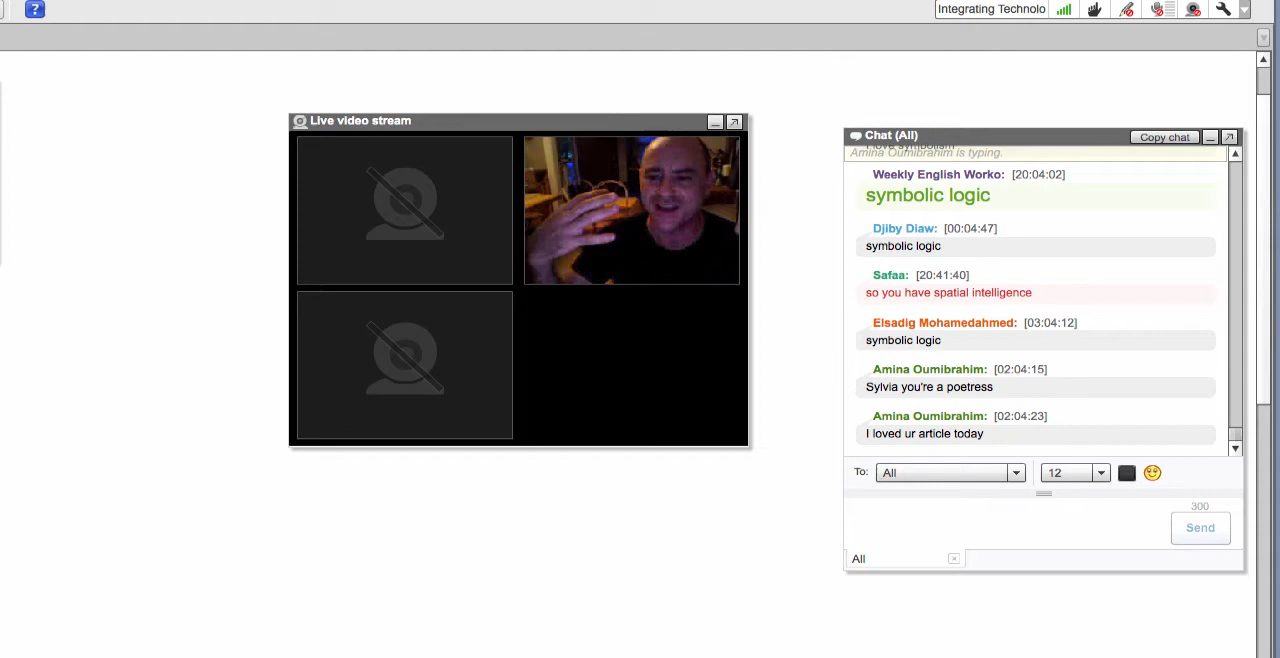 ?
Integrating Technolo
Live video stream
Chat (All)
Copy chat
Amina Oumibrahim is typing.
Weekly English Worko: [20:04:02]
symbolic logic
Djiby Diaw: [00:04:47]
symbolic logic
Safaa: [20:41:40]
so you have spatial intelligence
Elsadig Mohamedahmed: [03:04:12]
symbolic logic
Amina Oumibrahim: [02:04:15]
Sylvia you're a poetress
Amina Oumibrahim: [02:04:23]
I loved ur article today
To: All 12
300
Send
All